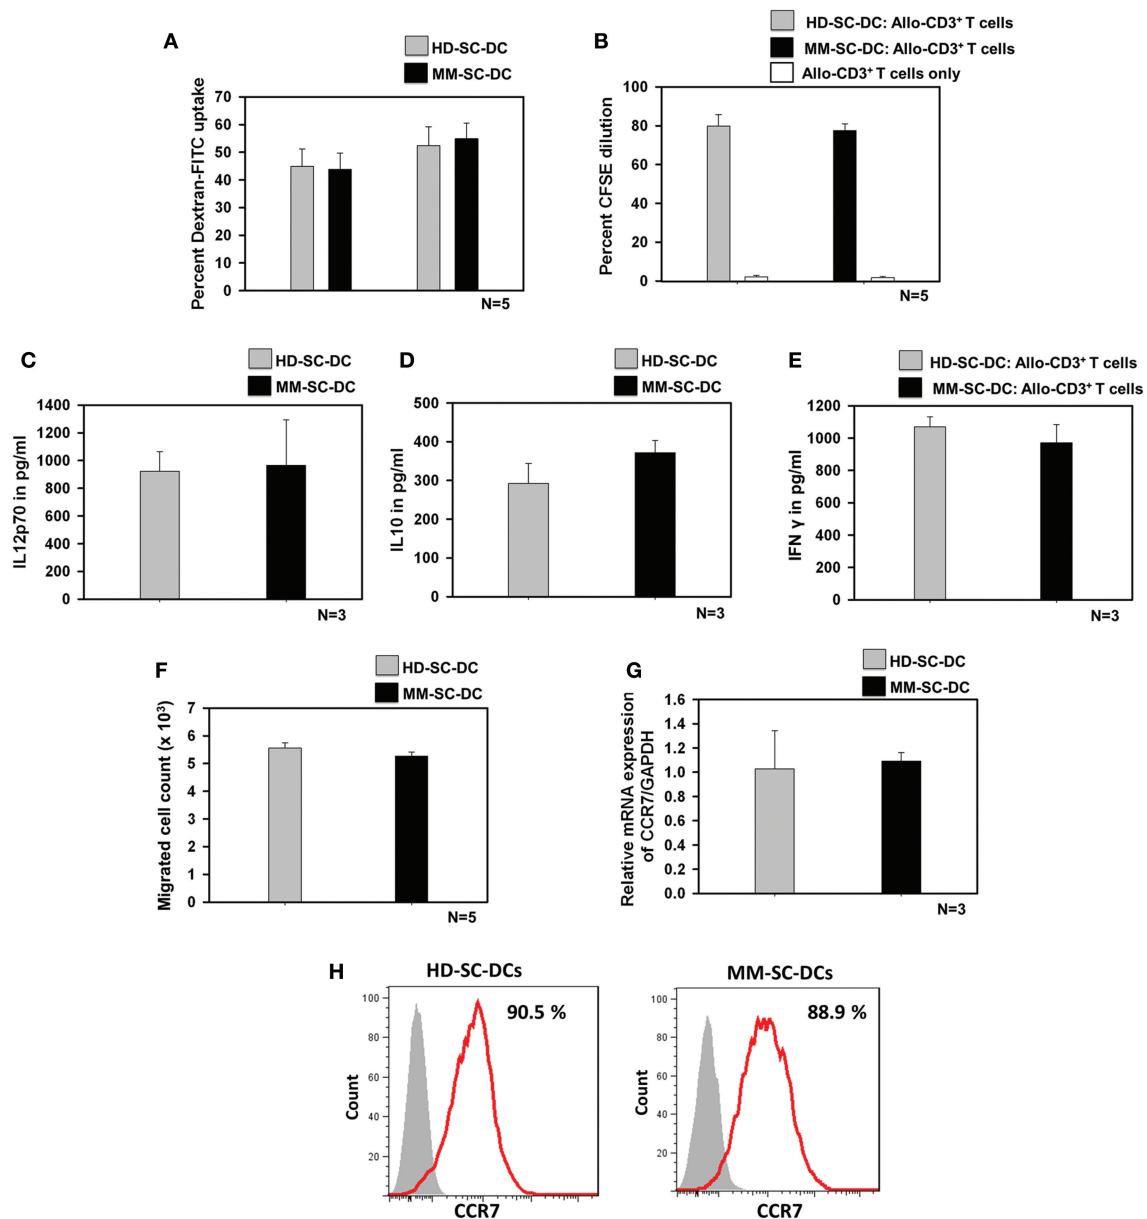 A
HD-SC-DC
MM-SC-DC
Percent Dextran-FITC uptake
70
60
50
40
30
20
10
0
N=5
B
HD-SC-DC: Allo-CD3⁺ T cells
MM-SC-DC: Allo-CD3⁺ T cells
Allo-CD3⁺ T cells only
Percent CFSE dilution
100
80
60
40
20
0
N=5
C
HD-SC-DC
MM-SC-DC
IL12p70 in pg/ml
1400
1200
1000
800
600
400
200
0
N=3
D
HD-SC-DC
MM-SC-DC
IL10 in pg/ml
500
400
300
200
100
0
N=3
E
HD-SC-DC: Allo-CD3⁺ T cells
MM-SC-DC: Allo-CD3⁺ T cells
IFN γ in pg/ml
1200
1000
800
600
400
200
0
N=3
F
HD-SC-DC
MM-SC-DC
Migrated cell count (x 10³)
7
6
5
4
3
2
1
0
N=5
G
HD-SC-DC
MM-SC-DC
Relative mRNA expression
of CCR7/GAPDH
1.6
1.4
1.2
1.0
0.8
0.6
0.4
0.2
0.0
N=3
H
HD-SC-DCs
90.5 %
Count
100
80
60
40
20
CCR7
MM-SC-DCs
88.9 %
Count
100
80
60
40
20
CCR7